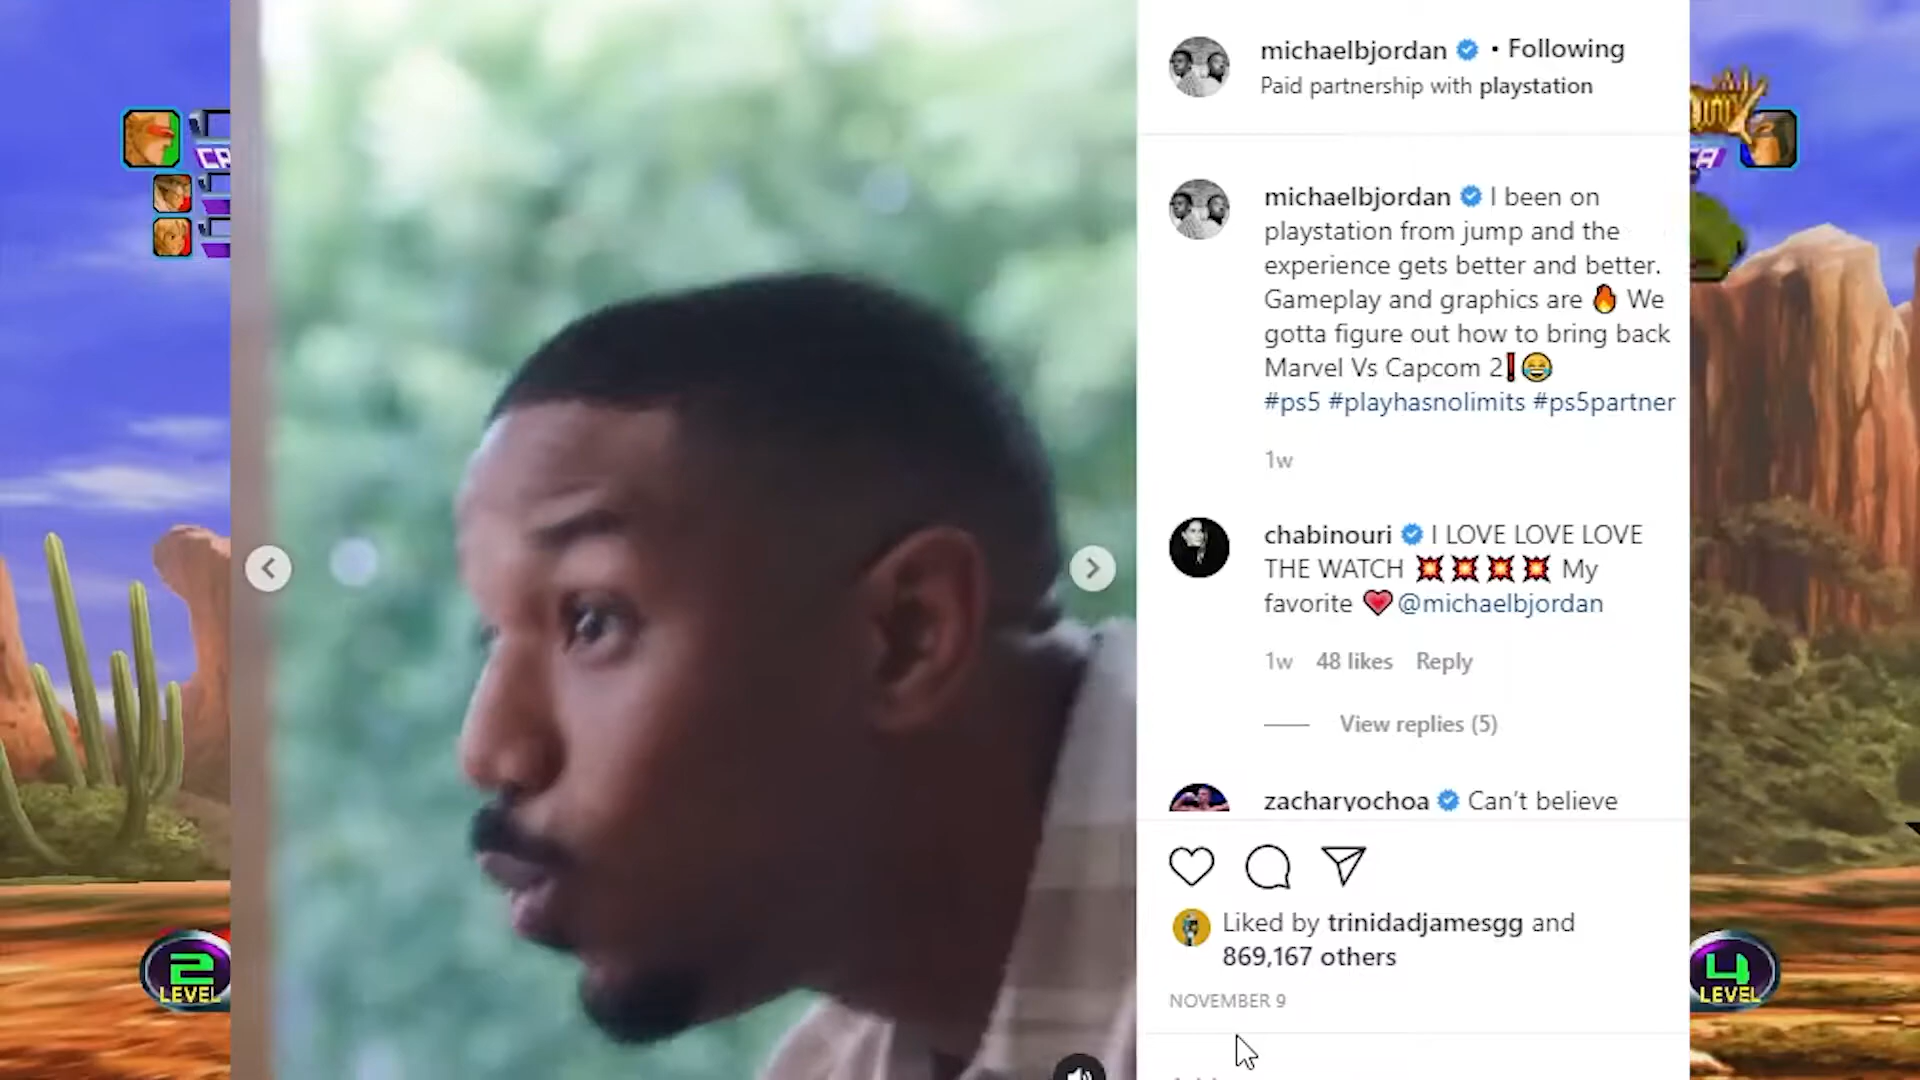 michaelbjordan • Following
Paid partnership with playstation
michaelbjordan I been on
playstation from jump and the
experience gets better and better.
Gameplay and graphics are 🔥 We
gotta figure out how to bring back
Marvel Vs Capcom 2❗😂
#ps5 #playhasnolimits #ps5partner
1w
chabinouri I LOVE LOVE LOVE
THE WATCH 💥💥💥💥 My
favorite ❤️@michaelbjordan
1w 48 likes Reply
View replies (5)
zacharyochoa Can't believe
Liked by trinidadjamesgg and
869,167 others
NOVEMBER 9
2
LEVEL
4
LEVEL